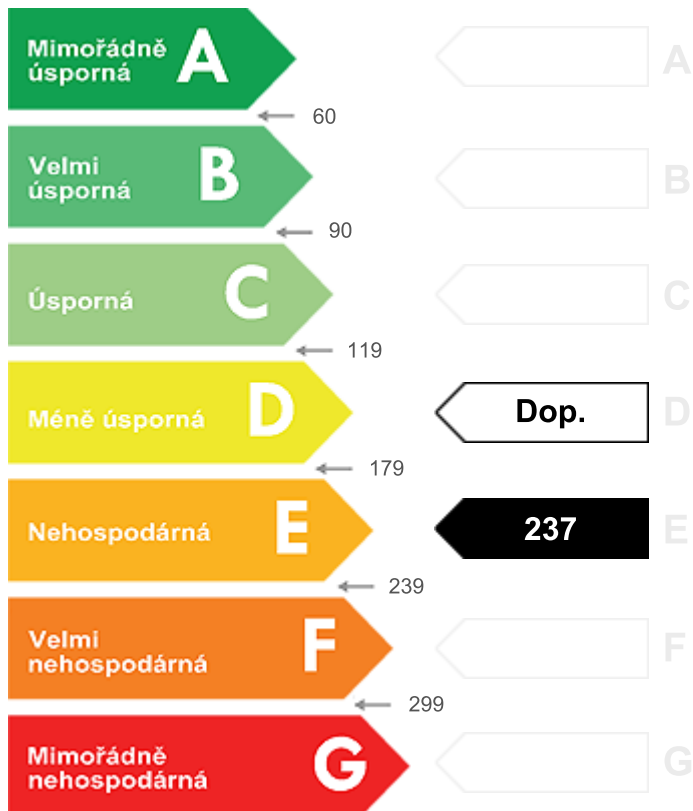 Mimořádně
úsporná
A
A
60
Velmi
úsporná
B
B
90
Úsporná
C
C
119
Méně úsporná
D
Dop.
D
179
Nehospodárná
E
237
E
239
Velmi
nehospodárná
F
F
299
Mimořádně
nehospodárná
G
G